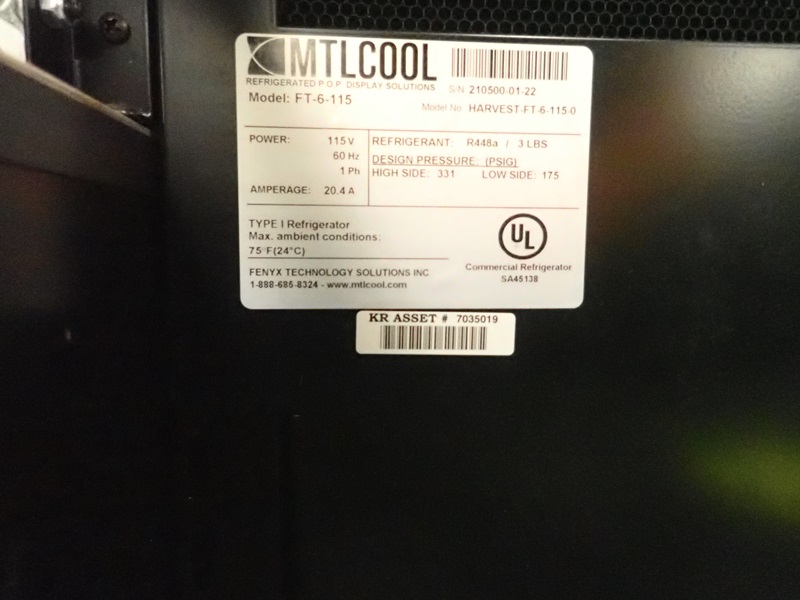 MTLCOOL
REFRIGERATED P.O.P. DISPLAY SOLUTIONS
S/N 210500-01-22
Model: FT-6-115
Model No HARVEST-FT-6-115-0
POWER: 115 V
60 Hz
1 Ph
AMPERAGE: 20.4 A
REFRIGERANT: R448a / 3 LBS
DESIGN PRESSURE: (PSIG)
HIGH SIDE: 331 LOW SIDE: 175
TYPE I Refrigerator
Max. ambient conditions:
75°F(24°C)
UL
Commercial Refrigerator
SA45138
FENYX TECHNOLOGY SOLUTIONS INC
1-888-685-8324 - www.mtlcool.com
KR ASSET # 7035019